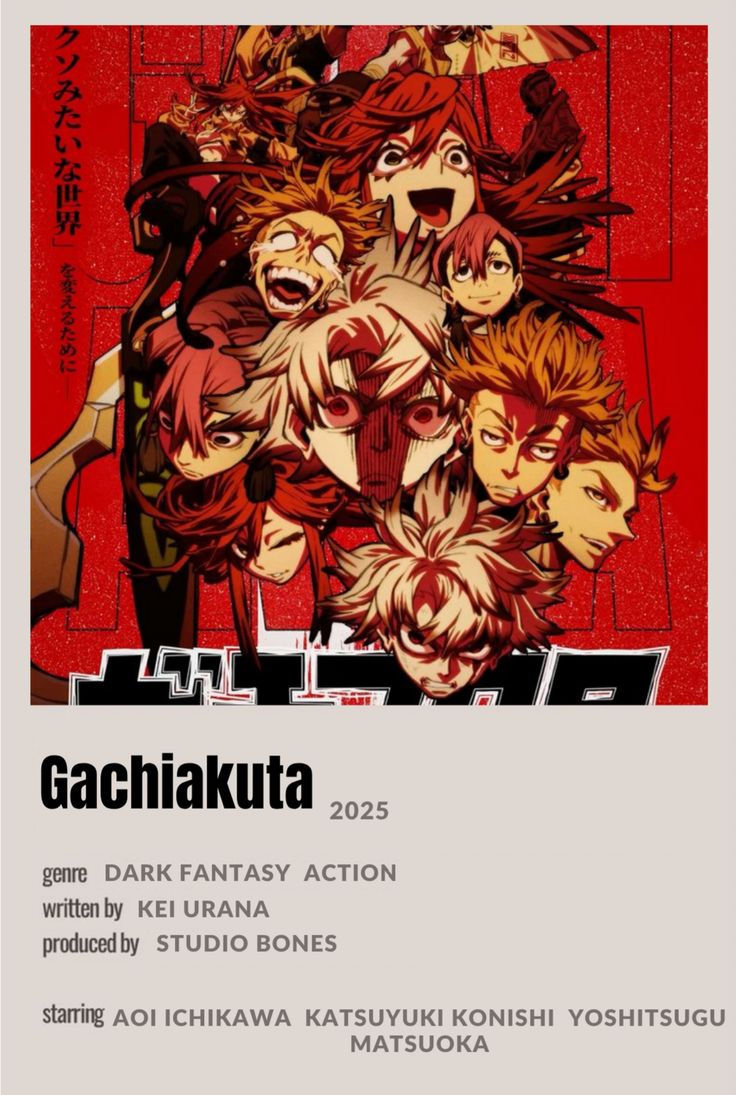 クソみたいな世界」
を変えるために―
Gachiakuta 2025
genre DARK FANTASY ACTION
written by KEI URANA
produced by STUDIO BONES
starring AOI ICHIKAWA KATSUYUKI KONISHI YOSHITSUGU
MATSUOKA